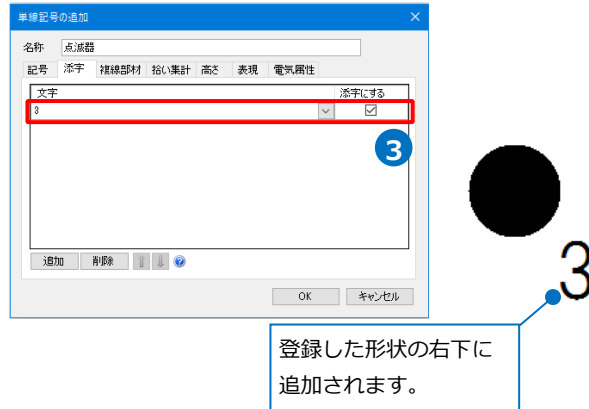 単線記号の追加
名称 点滅器
記号 添字 複線部材 拾い集計 高さ 表現 電気属性
文字 添字にする
3
3
追加 削除
OK キャンセル
3
登録した形状の右下に
追加されます。